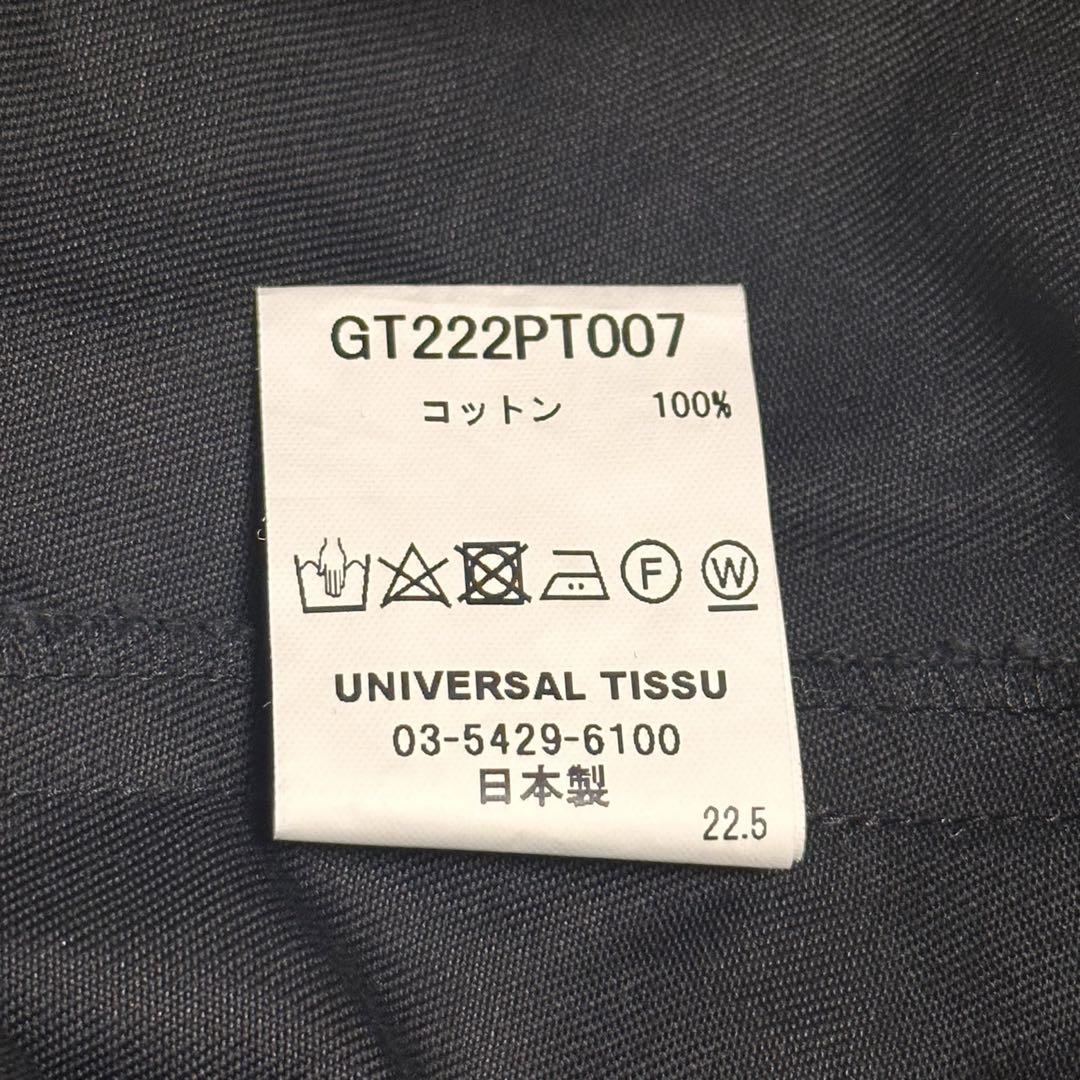 GT222PT007
コットン 100%
F W
UNIVERSAL TISSU
03-5429-6100
日本製
22.5